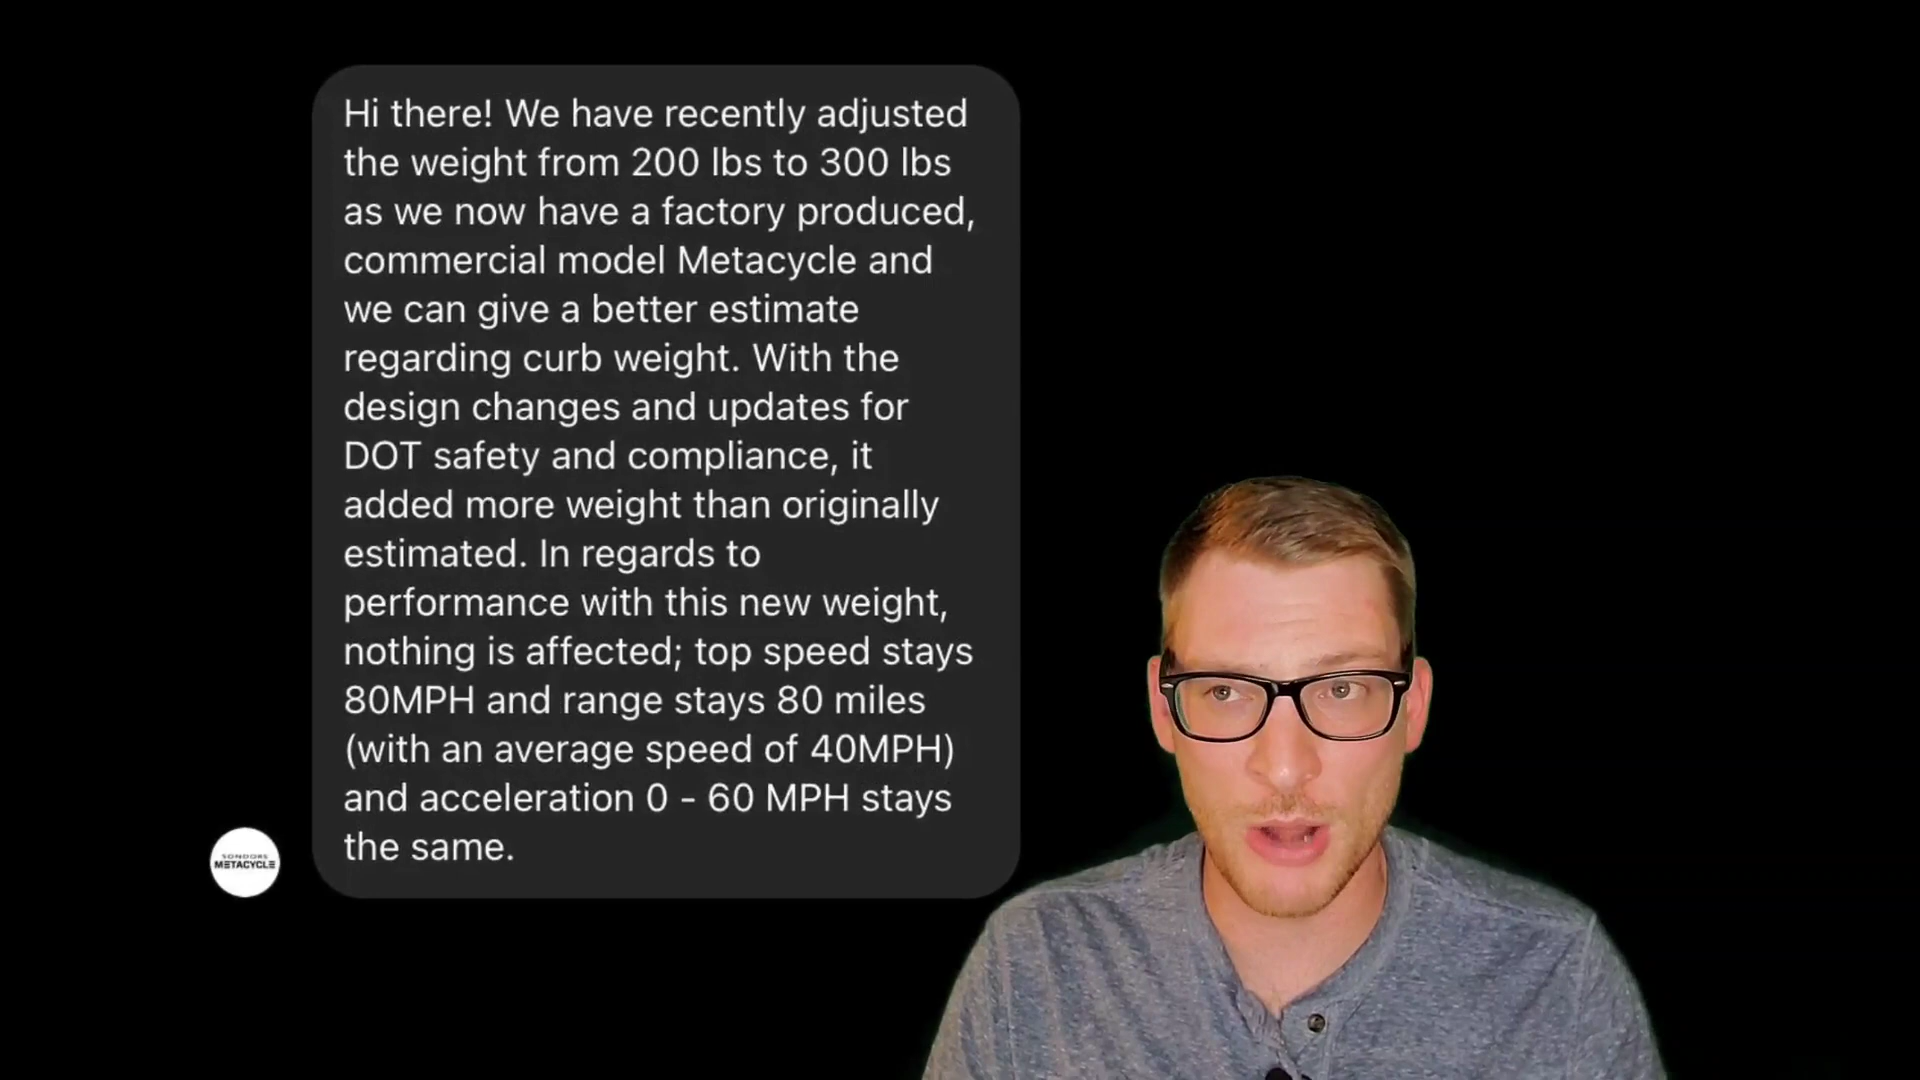 Hi there! We have recently adjusted
the weight from 200 lbs to 300 lbs
as we now have a factory produced,
commercial model Metacycle and
we can give a better estimate
regarding curb weight. With the
design changes and updates for
DOT safety and compliance, it
added more weight than originally
estimated. In regards to
performance with this new weight,
nothing is affected; top speed stays
80MPH and range stays 80 miles
(with an average speed of 40MPH)
and acceleration 0 - 60 MPH stays
the same.
SONDORS
METACYCLE